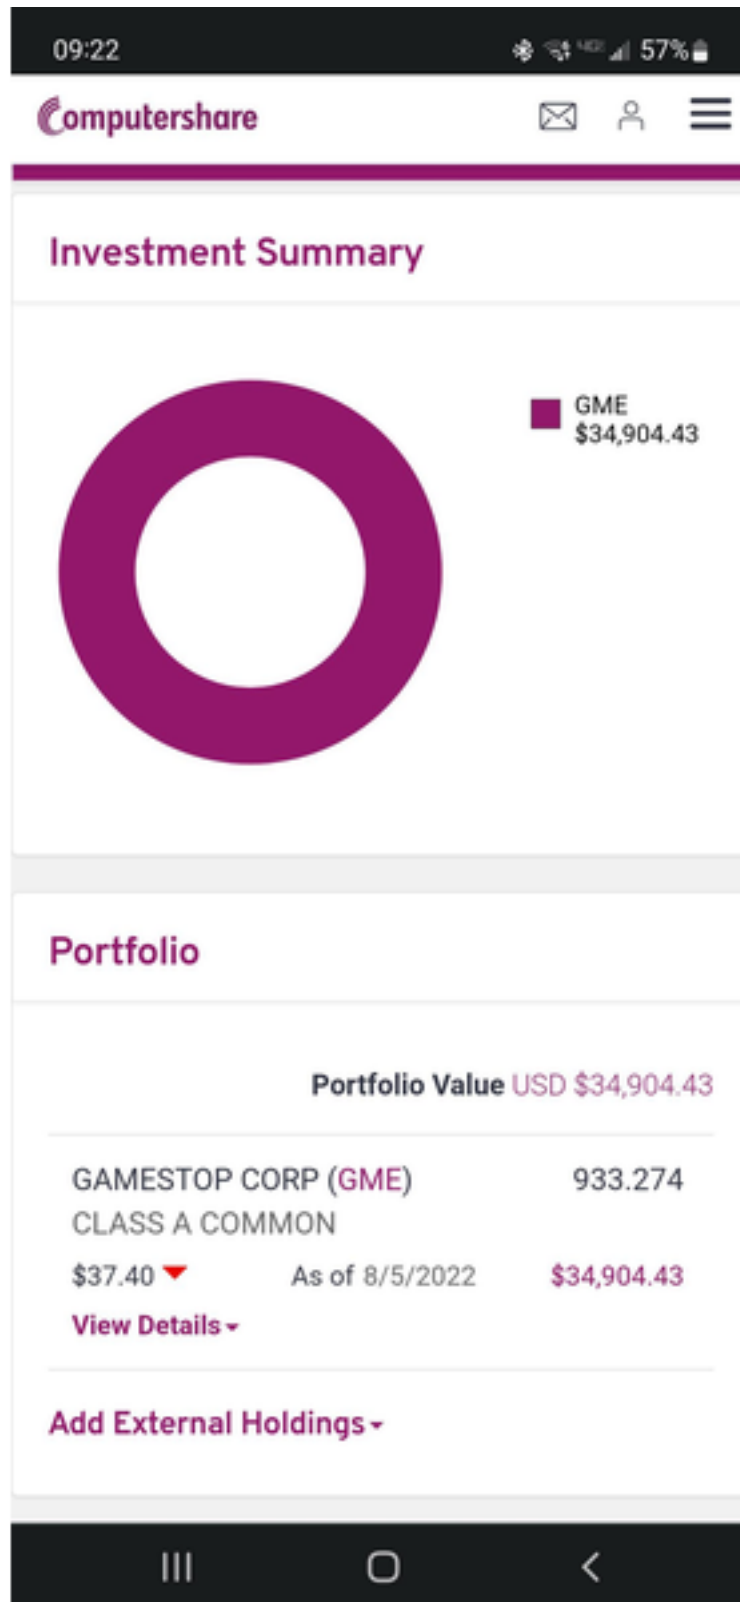 09:22 57%
Computershare
Investment Summary
GME
$34,904.43
Portfolio
Portfolio Value USD $34,904.43
GAMESTOP CORP (GME) 933.274
CLASS A COMMON
$37.40 As of 8/5/2022 $34,904.43
View Details
Add External Holdings